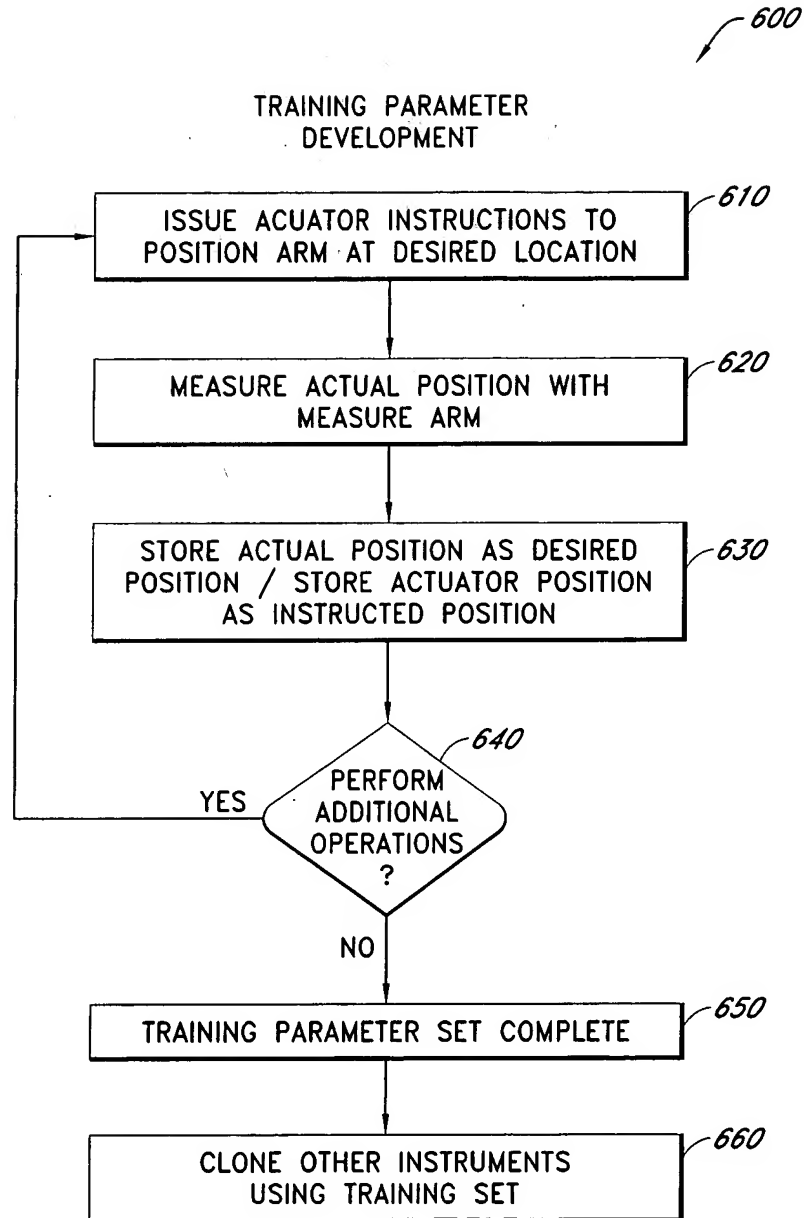 600
TRAINING PARAMETER
DEVELOPMENT
610
ISSUE ACUATOR INSTRUCTIONS TO
POSITION ARM AT DESIRED LOCATION
620
MEASURE ACTUAL POSITION WITH
MEASURE ARM
630
STORE ACTUAL POSITION AS DESIRED
POSITION / STORE ACTUATOR POSITION
AS INSTRUCTED POSITION
640
PERFORM
ADDITIONAL
OPERATIONS
?
YES
NO
650
TRAINING PARAMETER SET COMPLETE
660
CLONE OTHER INSTRUMENTS
USING TRAINING SET